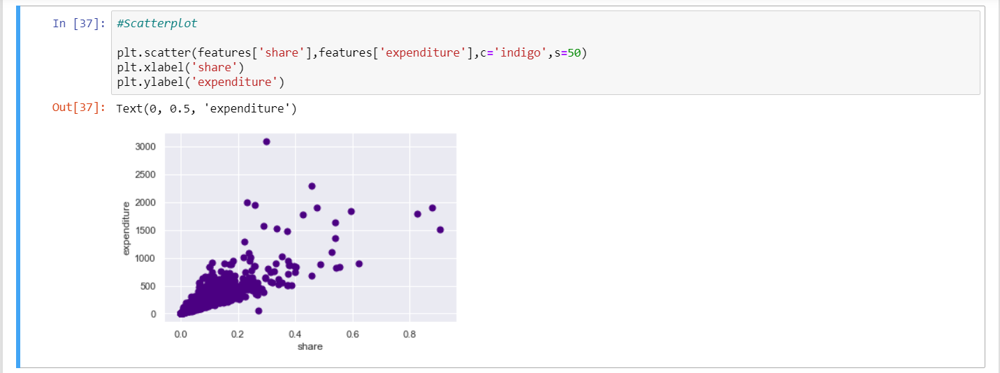 In [37]: #Scatterplot
plt.scatter(features['share'],features['expenditure'],c='indigo',s=50)
plt.xlabel('share')
plt.ylabel('expenditure')
Out[37]: Text(0, 0.5, 'expenditure')
3000
2500
2000
1500
1000
500
0
expenditure
0.0 0.2 0.4 0.6 0.8
share